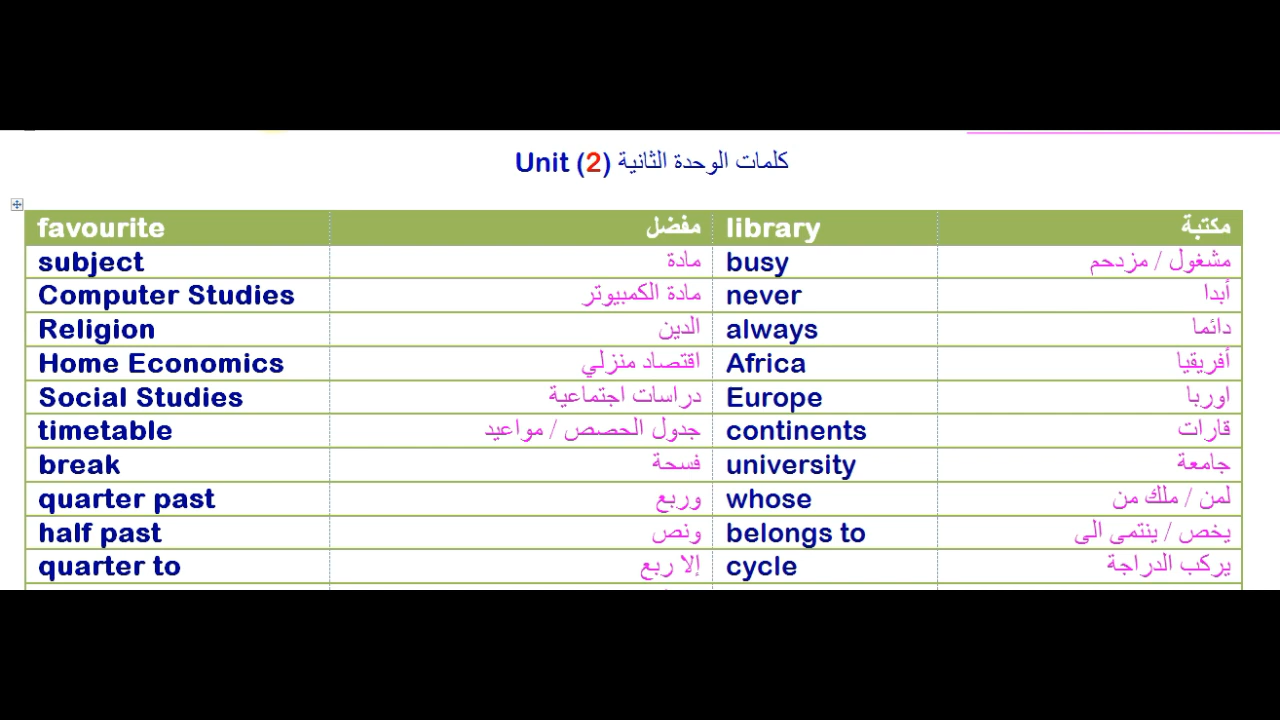 كلمات الوحدة الثانية Unit (2)
favourite مفضل library مكتبة
subject مادة busy مشغول / مزدحم
Computer Studies مادة الكمبيوتر never أبدا
Religion الدين always دائما
Home Economics اقتصاد منزلي Africa أفريقيا
Social Studies دراسات اجتماعية Europe اوربا
timetable جدول الحصص / مواعيد continents قارات
break فسحة university جامعة
quarter past وربع whose لمن / ملك من
half past ونص belongs to يخص / ينتمى الى
quarter to إلا ربع cycle يركب الدراجة